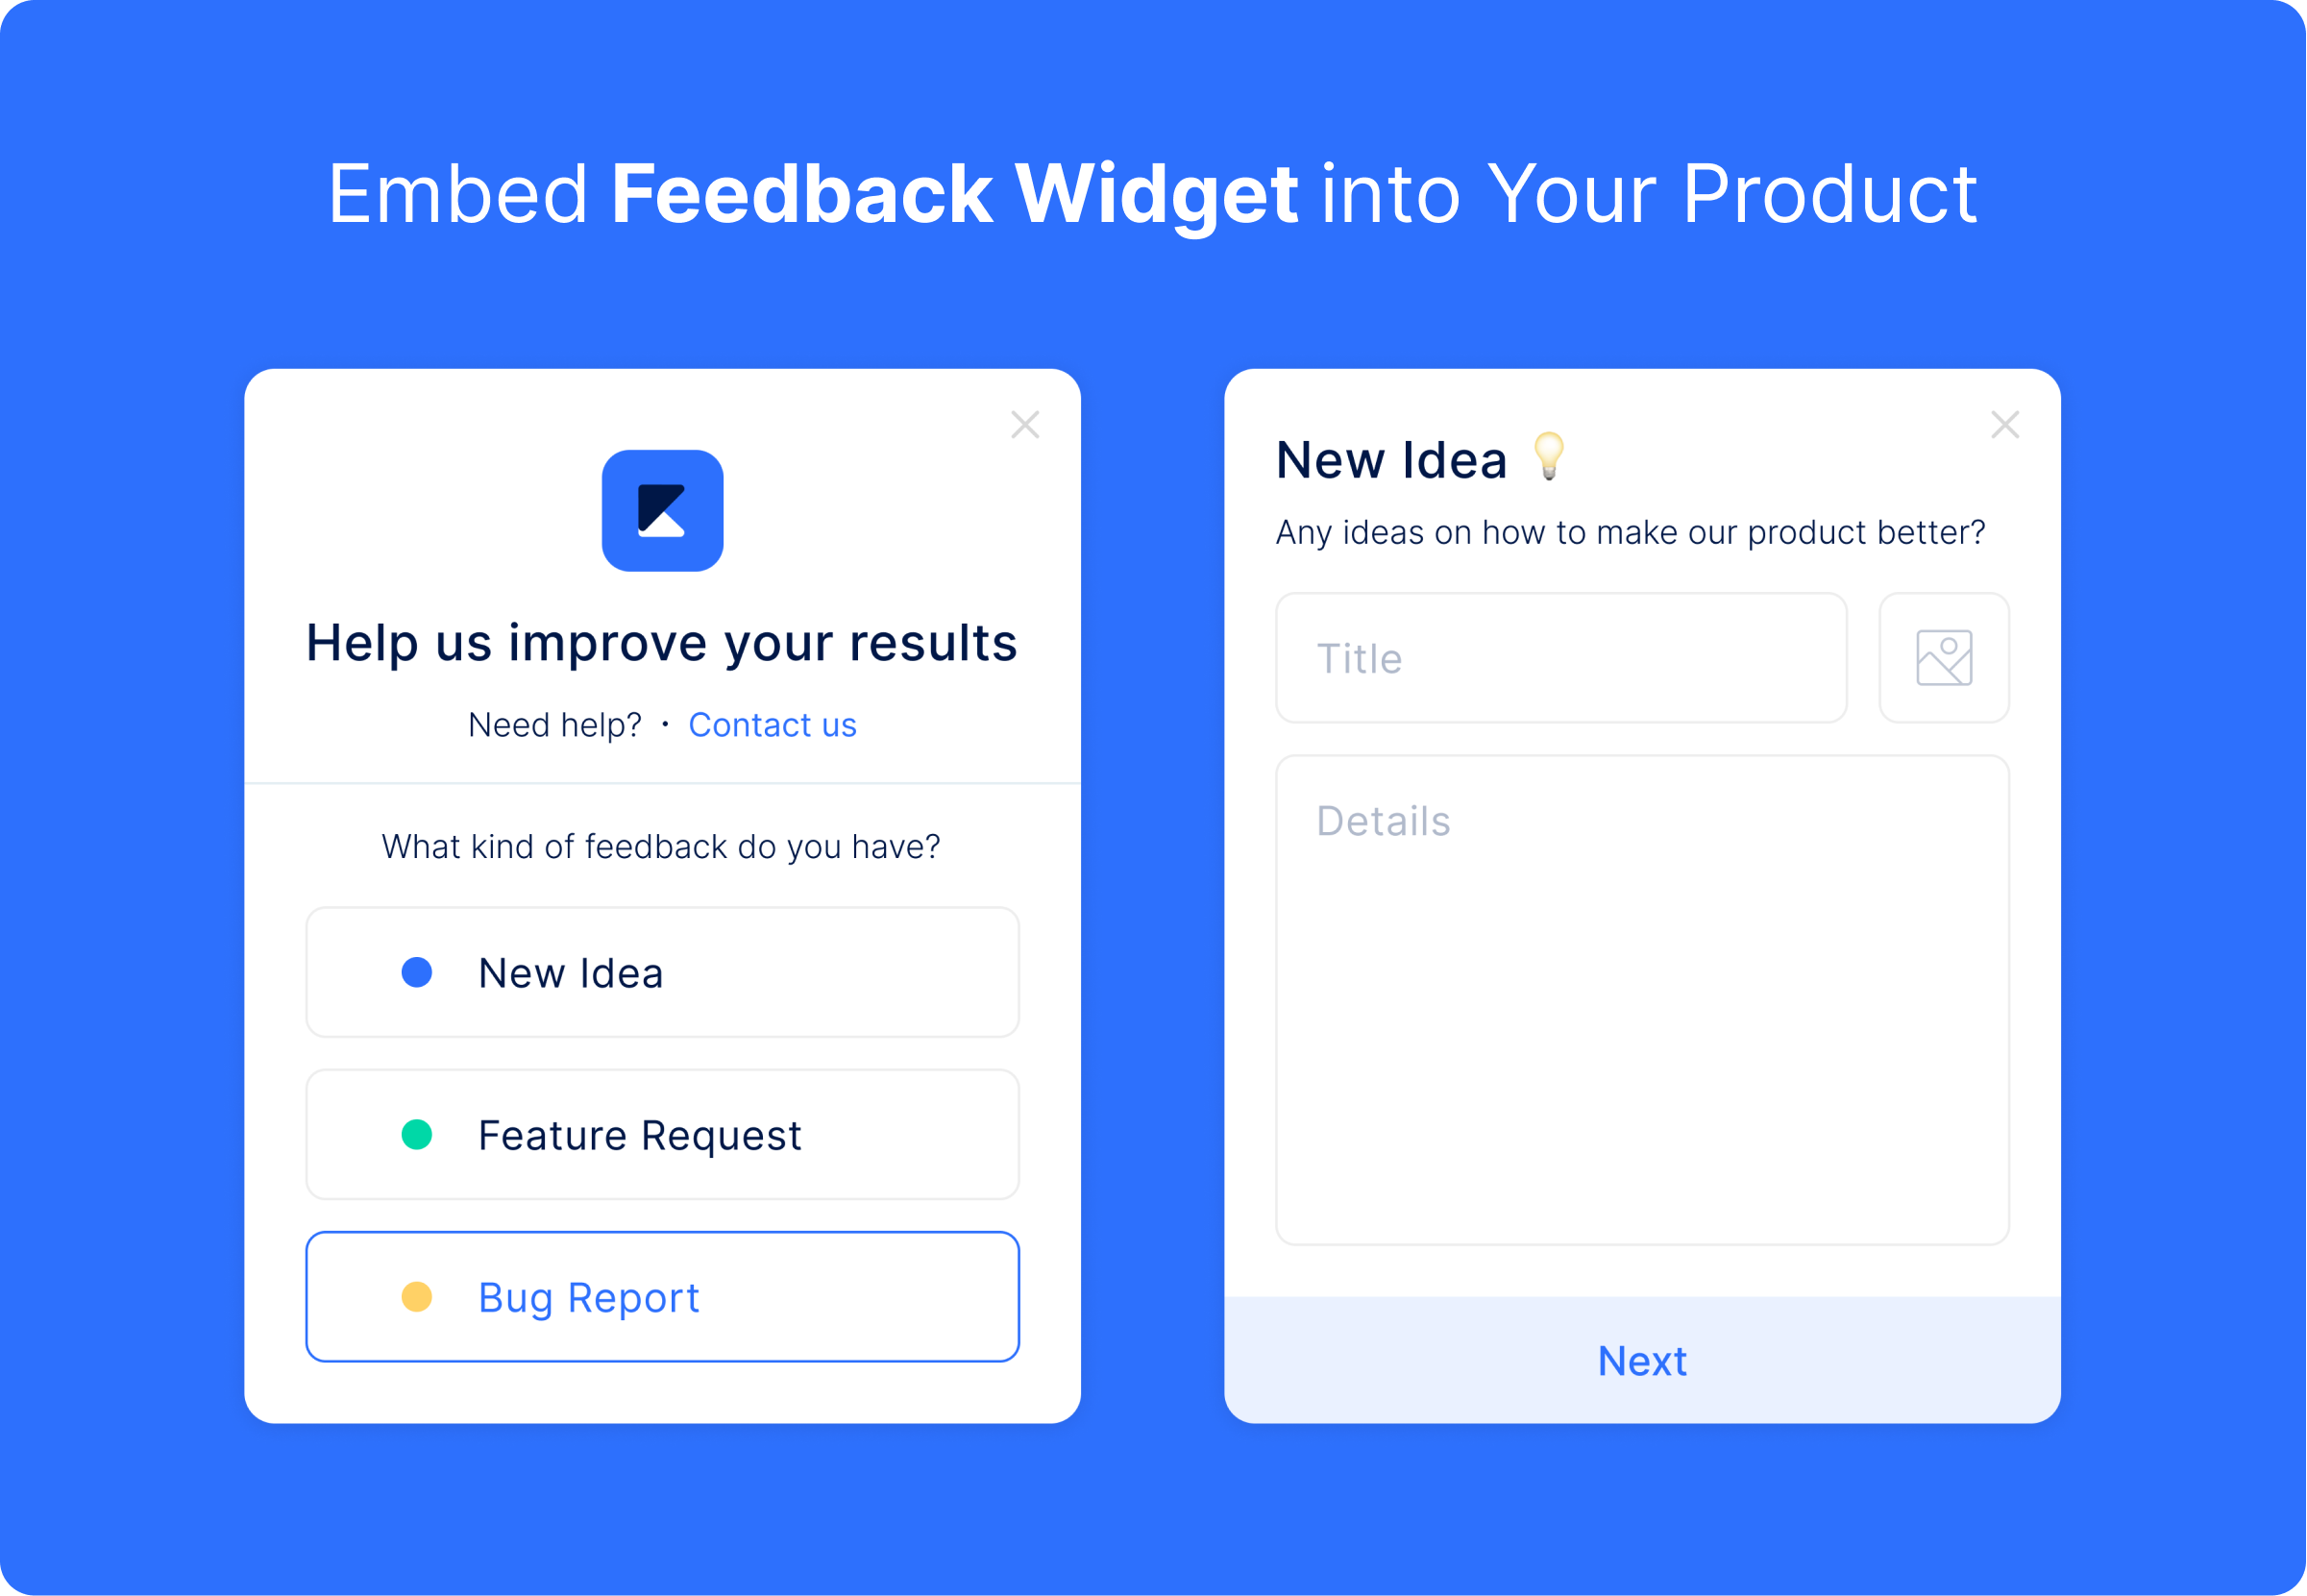 Embed Feedback Widget into Your Product
Help us improve your results
Need help? • Contact us
What kind of feedback do you have?
New Idea
Feature Request
Bug Report
New Idea 💡
Any ideas on how to make our product better?
Title
Details
Next